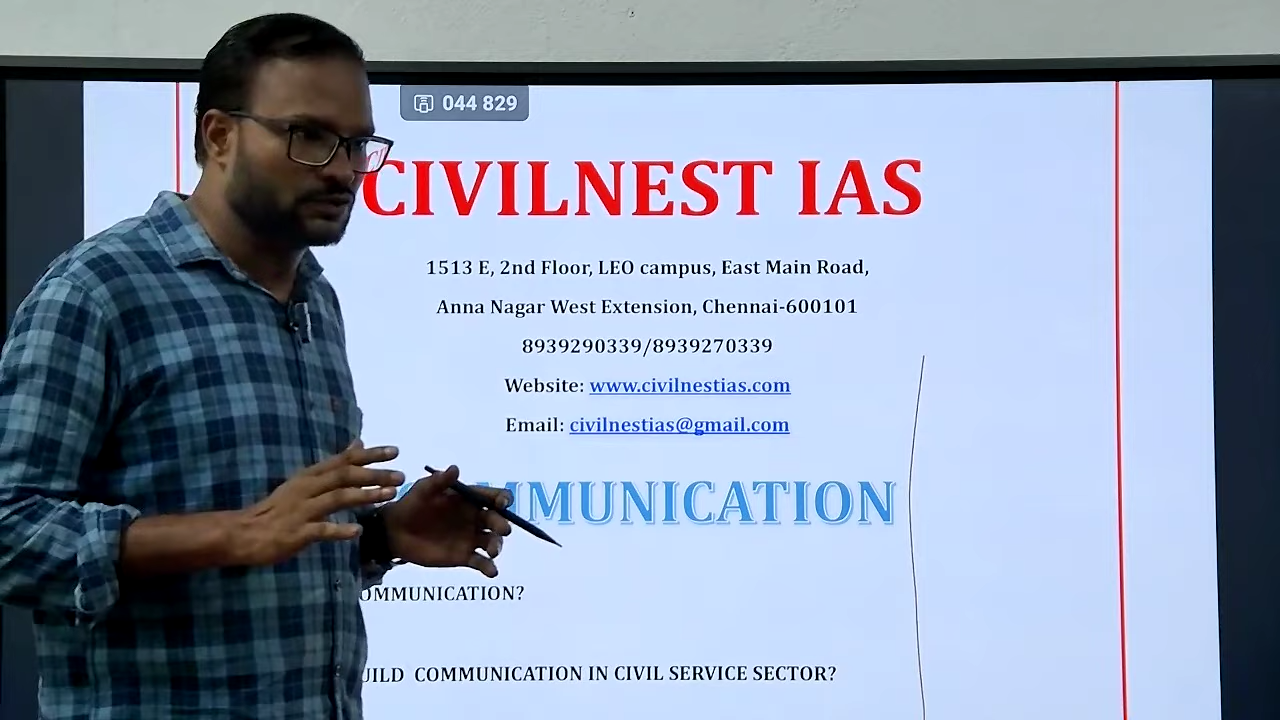 044 829
CIVILNEST IAS
1513 E, 2nd Floor, LEO campus, East Main Road,
Anna Nagar West Extension, Chennai-600101
8939290339/8939270339
Website: www.civilnestias.com
Email: civilnestias@gmail.com
OMMUNICATION
OMMUNICATION?
UILD COMMUNICATION IN CIVIL SERVICE SECTOR?